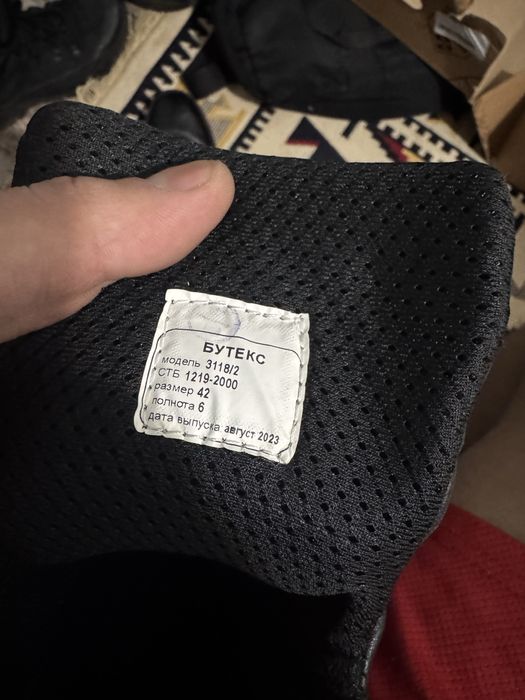 БУТЕКС
модель 3118/2
СТБ 1219-2000
размер 42
полнота 6
дата выпуска август 2023